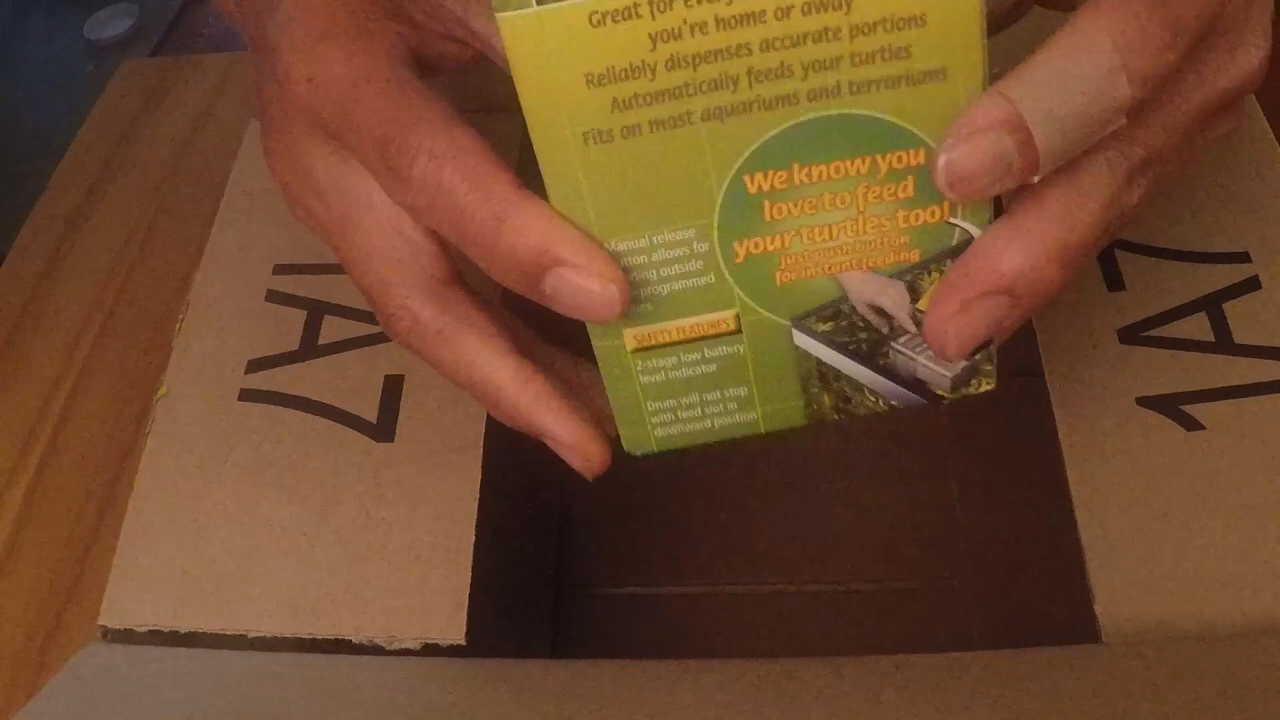 Great for
you're home or away
Reliably dispenses accurate portions
Automatically feeds your turtles
Fits on most aquariums and terrariums
We know you
love to feed
your turtles too!
Just push button
for instant feeding
Manual release
allows for
outside
programmed
SAFETY FEATURES
2-stage low battery
level indicator
Drum will not stop
with feed slot in
downward position
1A7
1A7